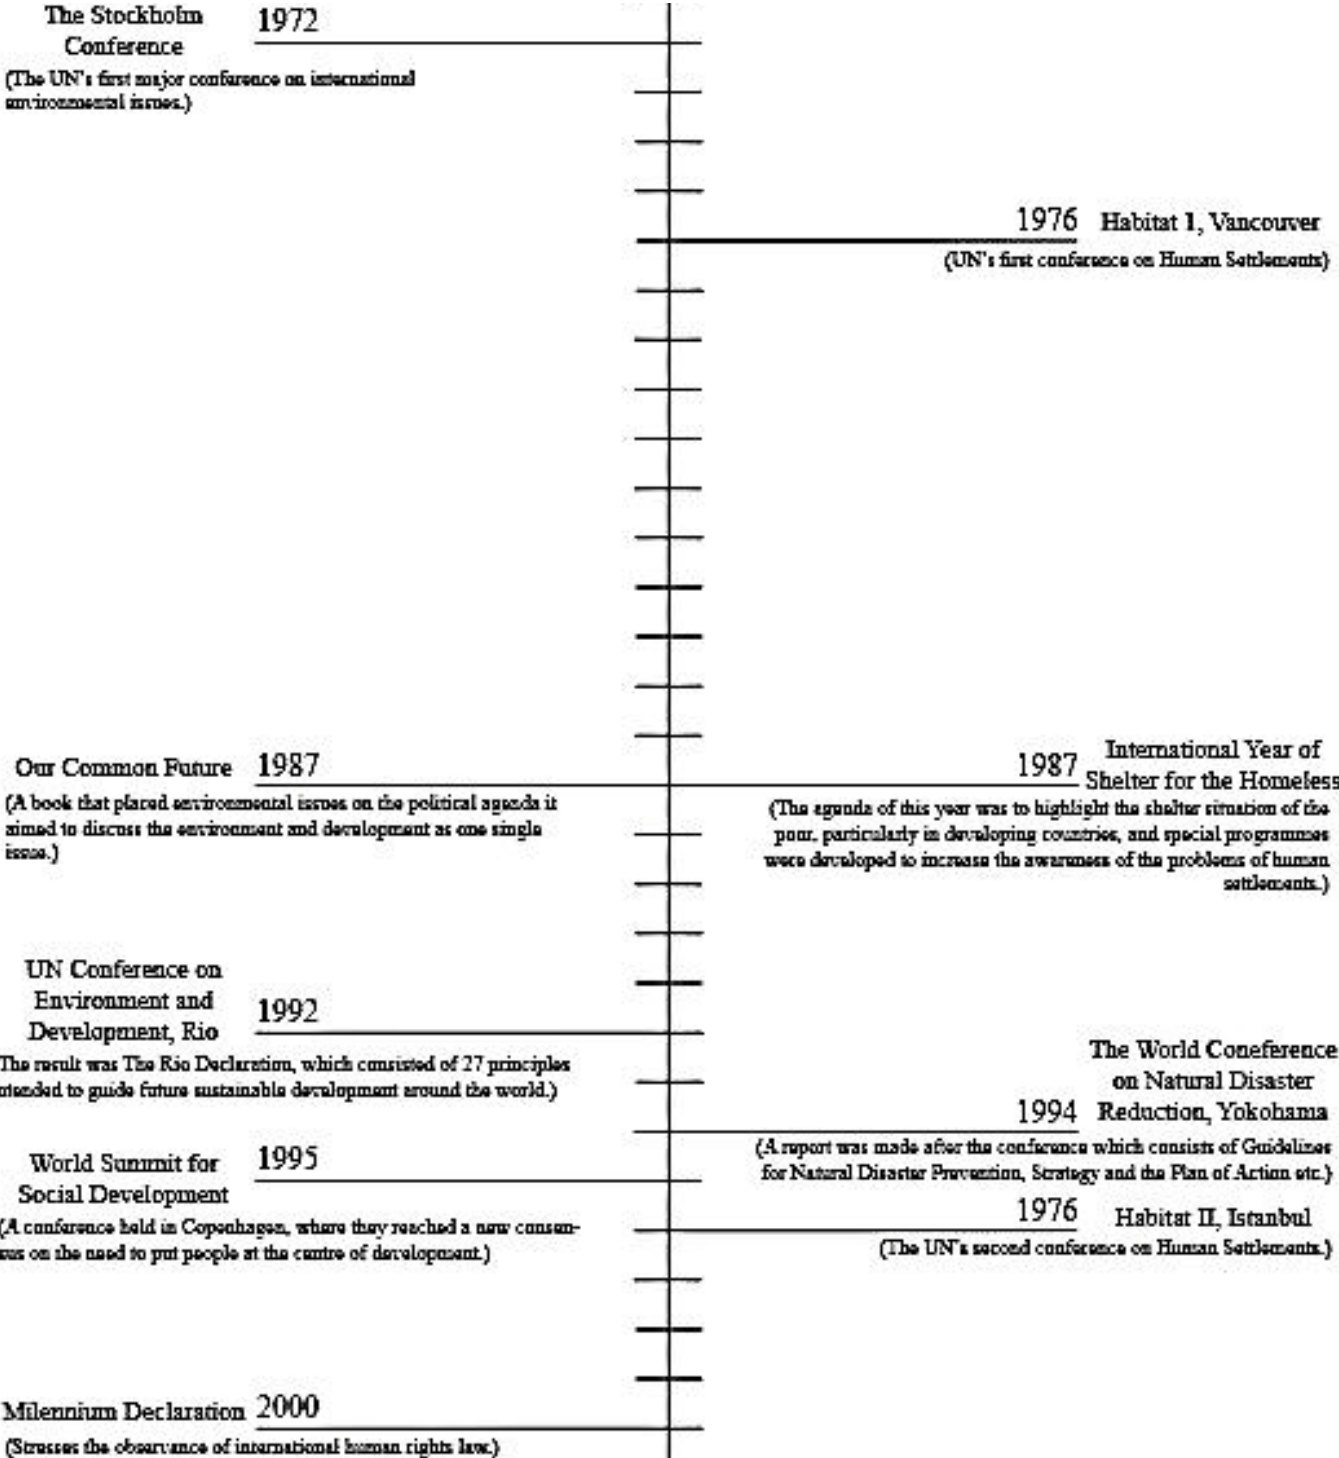 The Stockholm
Conference
1972
(The UN's first major conference on international
environmental issues.)
1976
Habitat 1, Vancouver
(UN's first conference on Human Settlements)
Our Common Future
1987
(A book that placed environmental issues on the political agenda it
aimed to discuss the environment and development as one single
issue.)
1987
International Year of
Shelter for the Homeless
(The agenda of this year was to highlight the shelter situation of the
poor, particularly in developing countries, and special programmes
were developed to increase the awareness of the problems of human
settlements.)
UN Conference on
Environment and
Development, Rio
1992
The result was The Rio Declaration, which consisted of 27 principles
ntended to guide future sustainable development around the world.)
The World Coneference
on Natural Disaster
Reduction, Yokohama
1994
(A report was made after the conference which consists of Guidelines
for Natural Disaster Prevention, Strategy and the Plan of Action etc.)
World Summit for
Social Development
1995
(A conference held in Copenhagen, where they reached a new consen-
sus on the need to put people at the centre of development.)
1976
Habitat II, Istanbul
(The UN's second conference on Human Settlements.)
Milennium Declaration
2000
(Stresses the observance of international human rights law.)